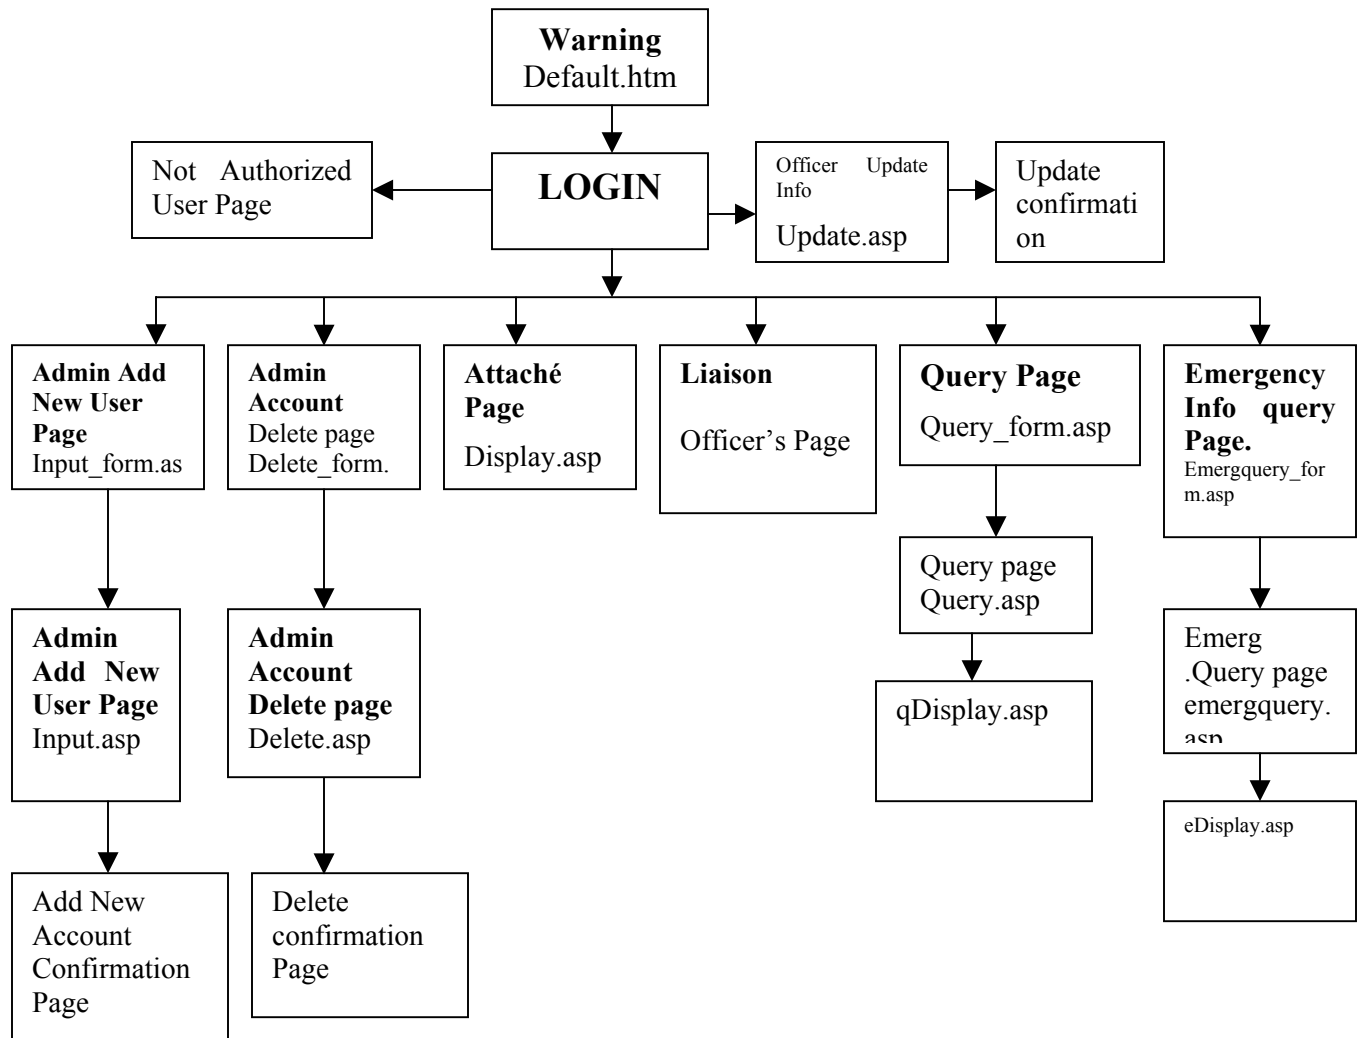 Warning
Default.htm
Not Authorized
User Page
LOGIN
Officer Update
Info
Update.asp
Update
confirmati
on
Admin Add
New User
Page
Input_form.as
Admin
Account
Delete page
Delete_form.
Attaché
Page
Display.asp
Liaison
Officer’s Page
Query Page
Query_form.asp
Emergency
Info query
Page.
Emergquery_for
m.asp
Query page
Query.asp
Admin
Add New
User Page
Input.asp
Admin
Account
Delete page
Delete.asp
Emerg
.Query page
emergquery.
asp
qDisplay.asp
eDisplay.asp
Add New
Account
Confirmation
Page
Delete
confirmation
Page